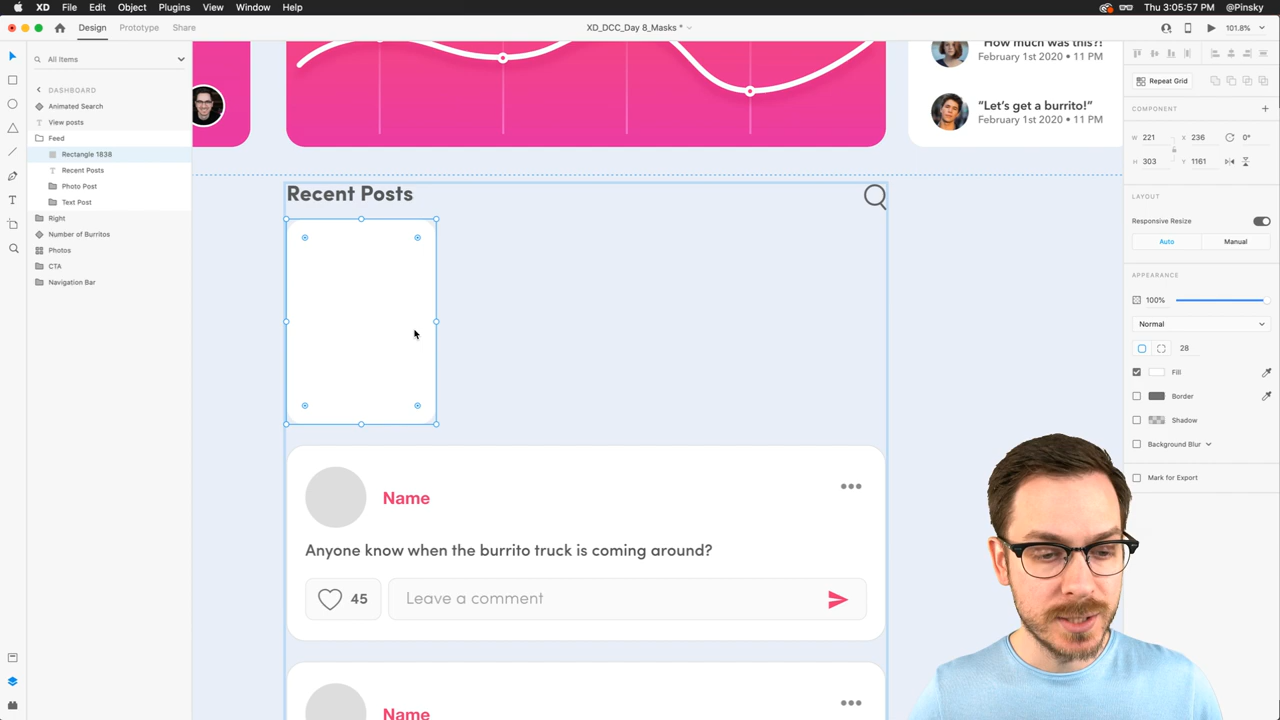 XD File Edit Object Plugins View Window Help @Pinsky
Design Prototype Share XD_DCC_Day 8_Masks * 101.8%
All Items
DASHBOARD
Animated Search
View posts
Feed
Rectangle 1838
Recent Posts
Photo Post
Text Post
Right
Number of Burritos
Photos
CTA
Navigation Bar
"How much was this?!
February 1st 2020 • 11 PM
“Let's get a burrito!”
February 1st 2020 • 11 PM
Recent Posts
Name
Anyone know when the burrito truck is coming around?
45 Leave a comment
Name
Repeat Grid
COMPONENT
W 221 X 236 0°
H 303 Y 1161
LAYOUT
Responsive Resize
Auto Manual
APPEARANCE
100%
Normal
28
Fill
Border
Shadow
Background Blur
Mark for Export